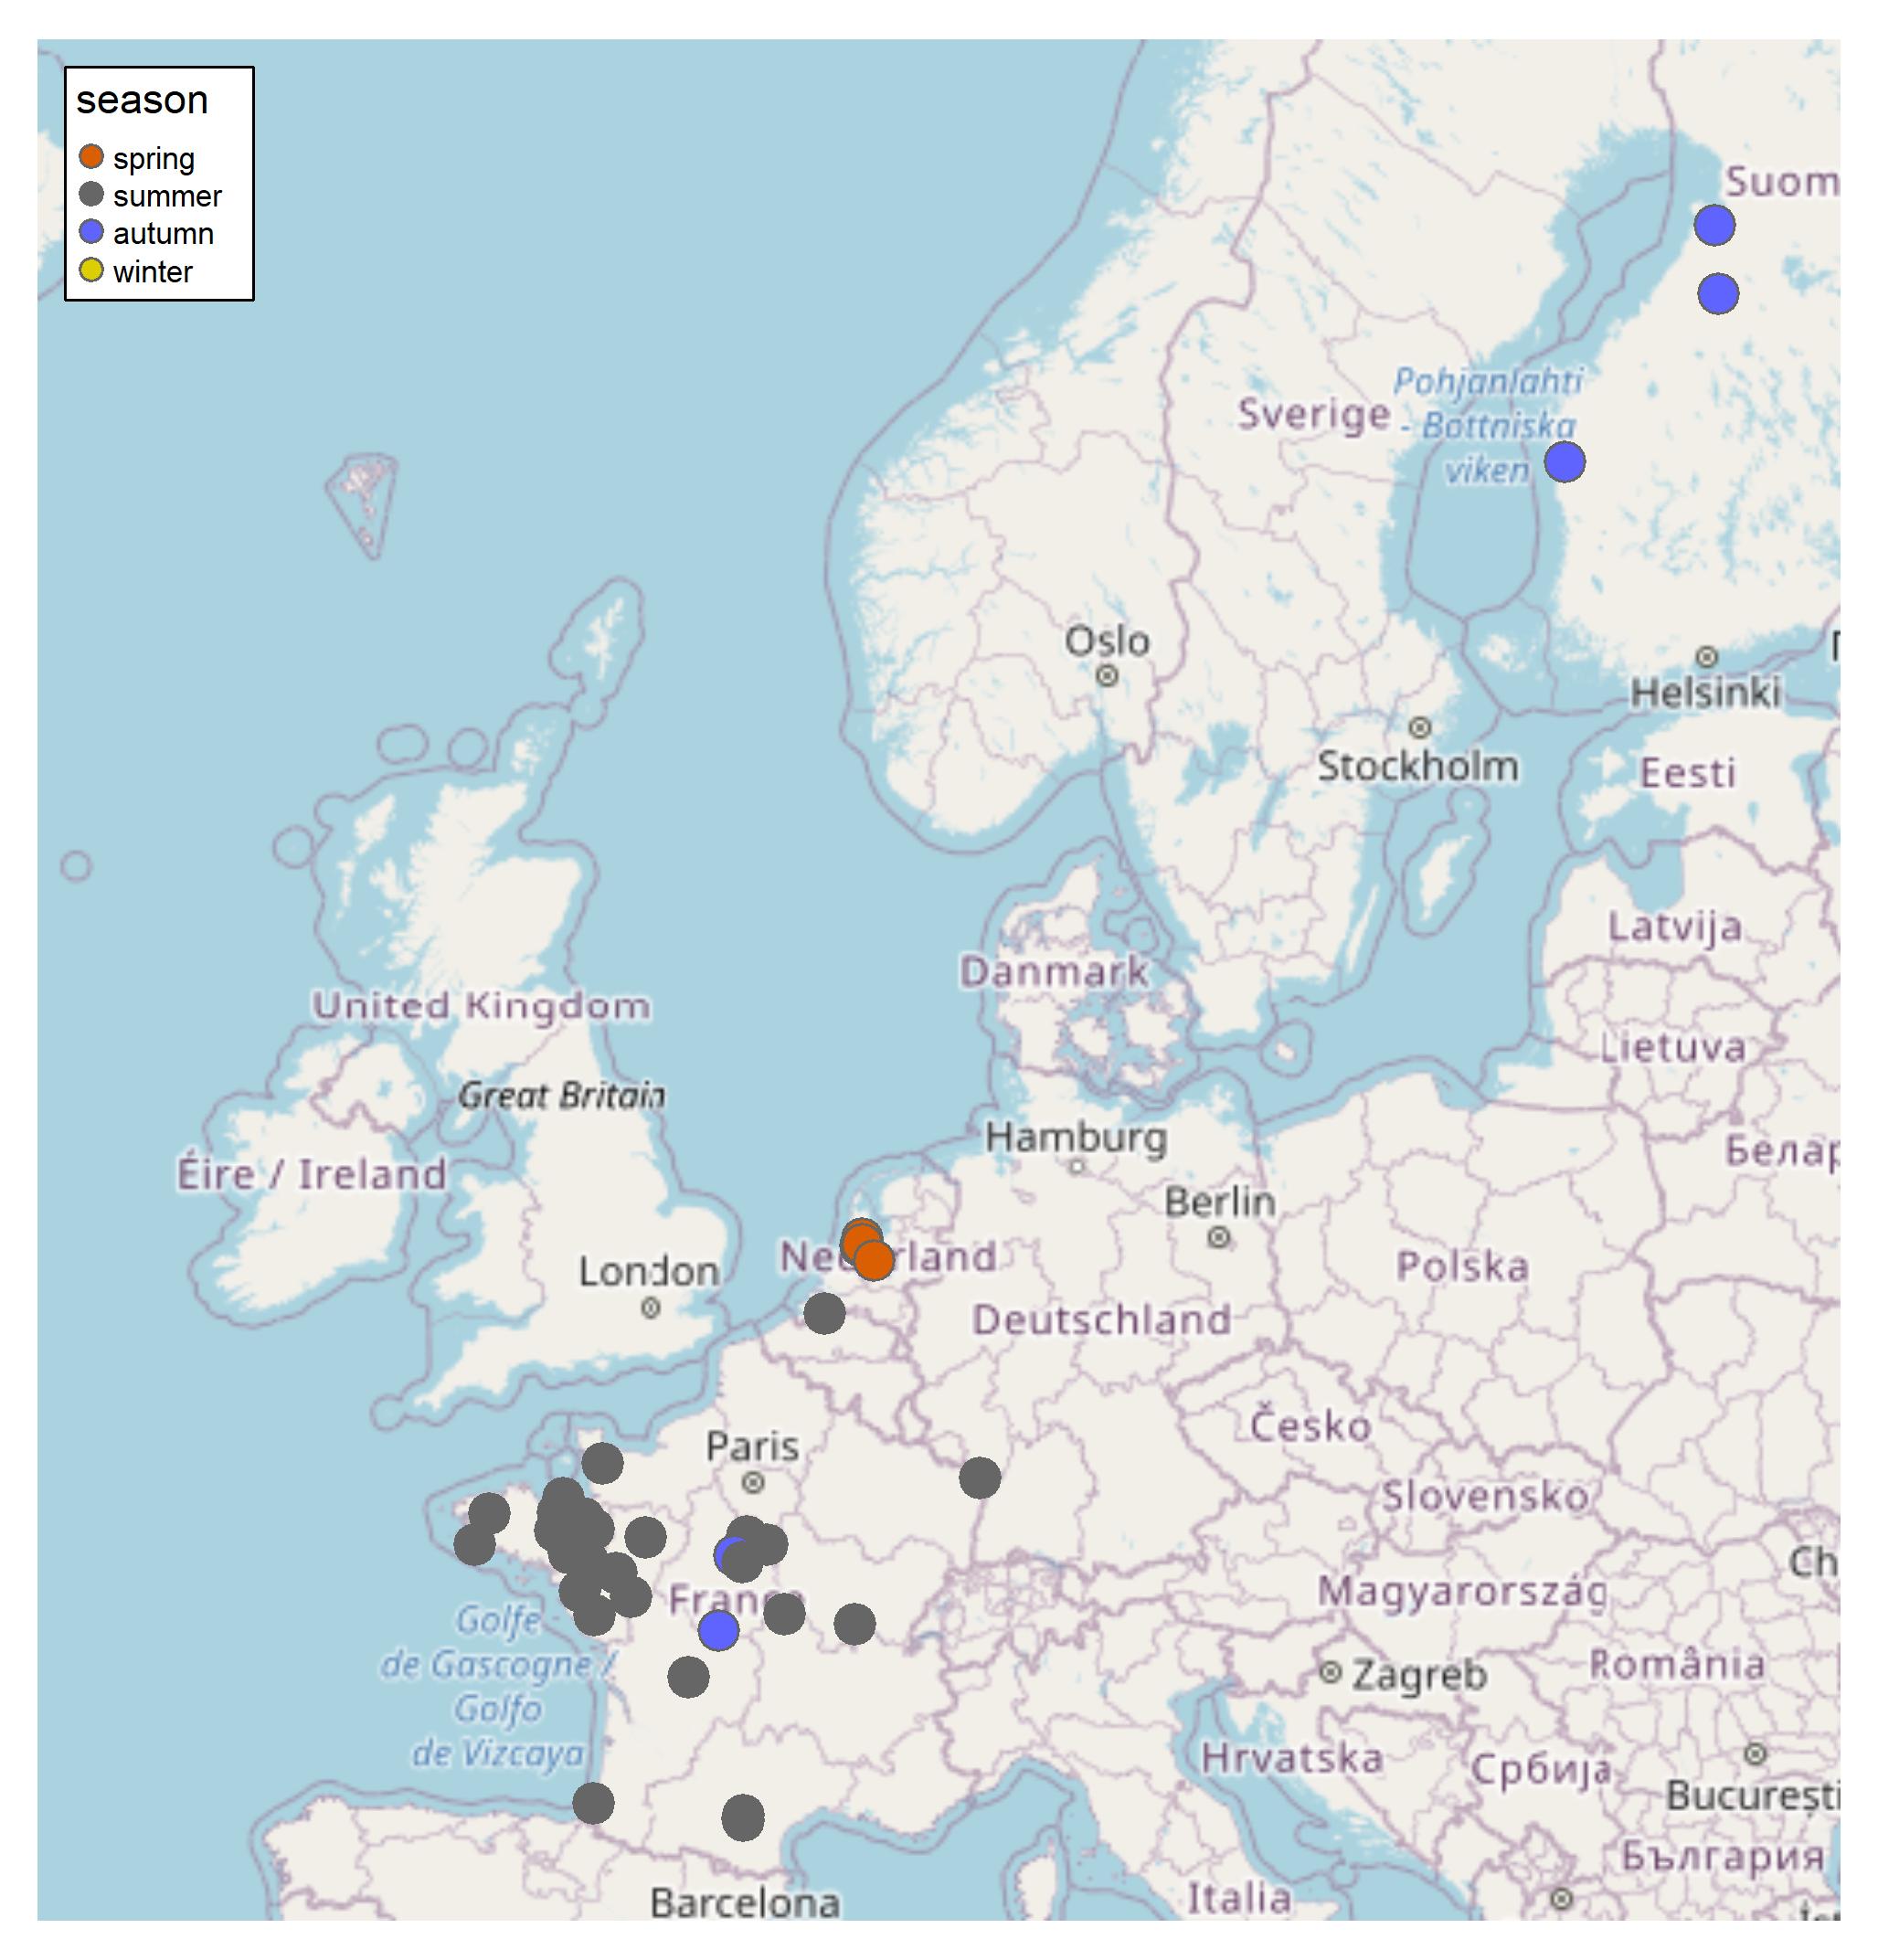 season
spring
summer
autumn
winter
Suom
Pohjanlahti
- Bottniska
viken
Sverige
Oslo
Helsinki
Stockholm
Eesti
Latvija
Danmark
United Kingdom
Lietuva
Great Britain
Hamburg
Белар
Éire / Ireland
Berlin
Nederland
London
Polska
Deutschland
Česko
Paris
Slovensko
Ch
Magyarország
France
Golfe
de Gascogne /
Golfo
de Vizcaya
România
Zagreb
Hrvatska
Србија
București
България
Barcelona
Italia